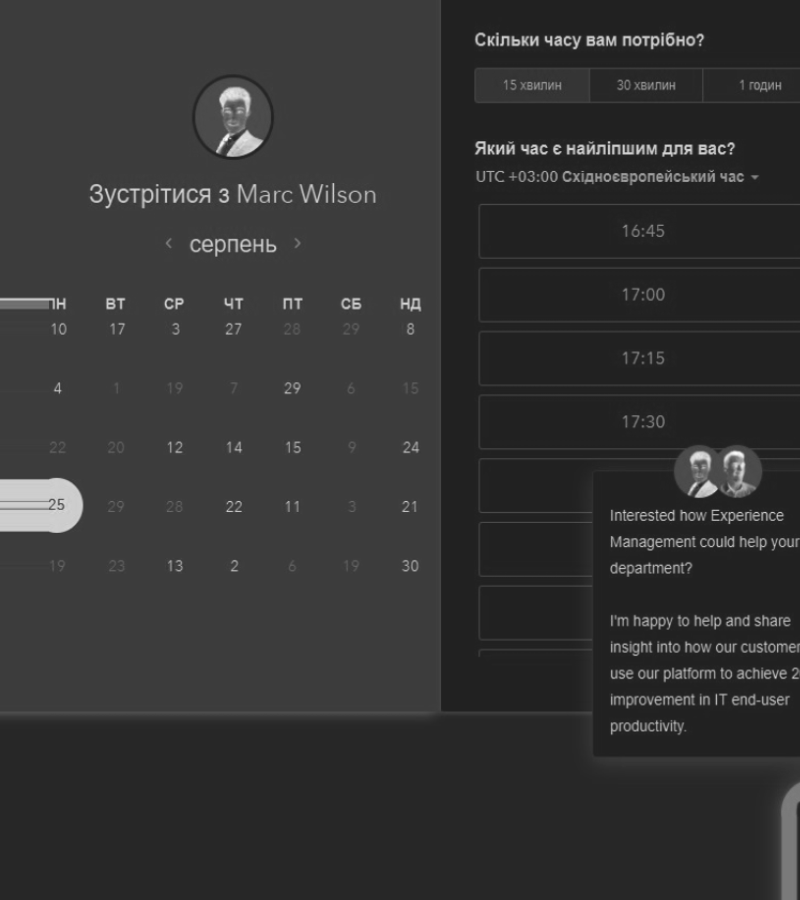 Зустрітися з Marc Wilson
‹ серпень ›
ПН ВТ СР ЧТ ПТ СБ НД
10 17 3 27 28 29 8
4 1 19 7 29 6 15
22 20 12 14 15 9 24
25 29 28 22 11 3 21
19 23 13 2 6 19 30
Скільки часу вам потрібно?
15 хвилин 30 хвилин 1 годин
Який час є найліпшим для вас?
UTC +03:00 Східноєвропейський час
16:45
17:00
17:15
17:30
Interested how Experience
Management could help your
department?
I'm happy to help and share
insight into how our customer
use our platform to achieve
improvement in IT end-user
productivity.